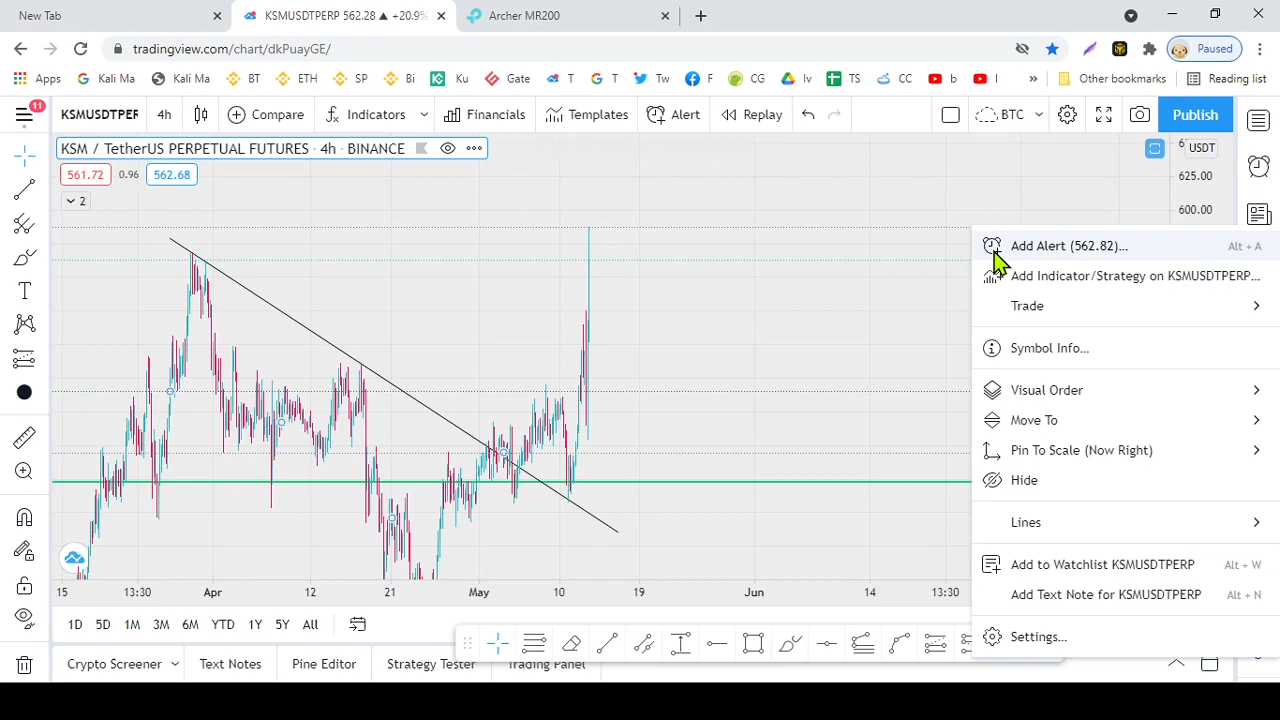 New Tab
KSMUSDTPERP 562.28 ▲ +20.9%
Archer MR200
tradingview.com/chart/dkPuayGE/
Paused
Apps
Kali Ma
Kali Ma
BT
ETH
SP
Bi
Ku
Gate
T
T
Tw
F
CG
Iv
TS
CC
b
I
»
Other bookmarks
Reading list
11
KSMUSDTPER
4h
Compare
Indicators
Financials
Templates
Alert
Replay
BTC
Publish
KSM / TetherUS PERPETUAL FUTURES · 4h · BINANCE
USDT
561.72
0.96
562.68
625.00
2
600.00
Add Alert (562.82)...
Alt + A
Add Indicator/Strategy on KSMUSDTPERP...
Trade
Symbol Info...
Visual Order
Move To
Pin To Scale (Now Right)
Hide
Lines
Add to Watchlist KSMUSDTPERP
Alt + W
Add Text Note for KSMUSDTPERP
Alt + N
Settings...
15
13:30
Apr
12
21
May
10
19
Jun
14
13:30
1D
5D
1M
3M
6M
YTD
1Y
5Y
All
Crypto Screener
Text Notes
Pine Editor
Strategy Tester
Trading Panel